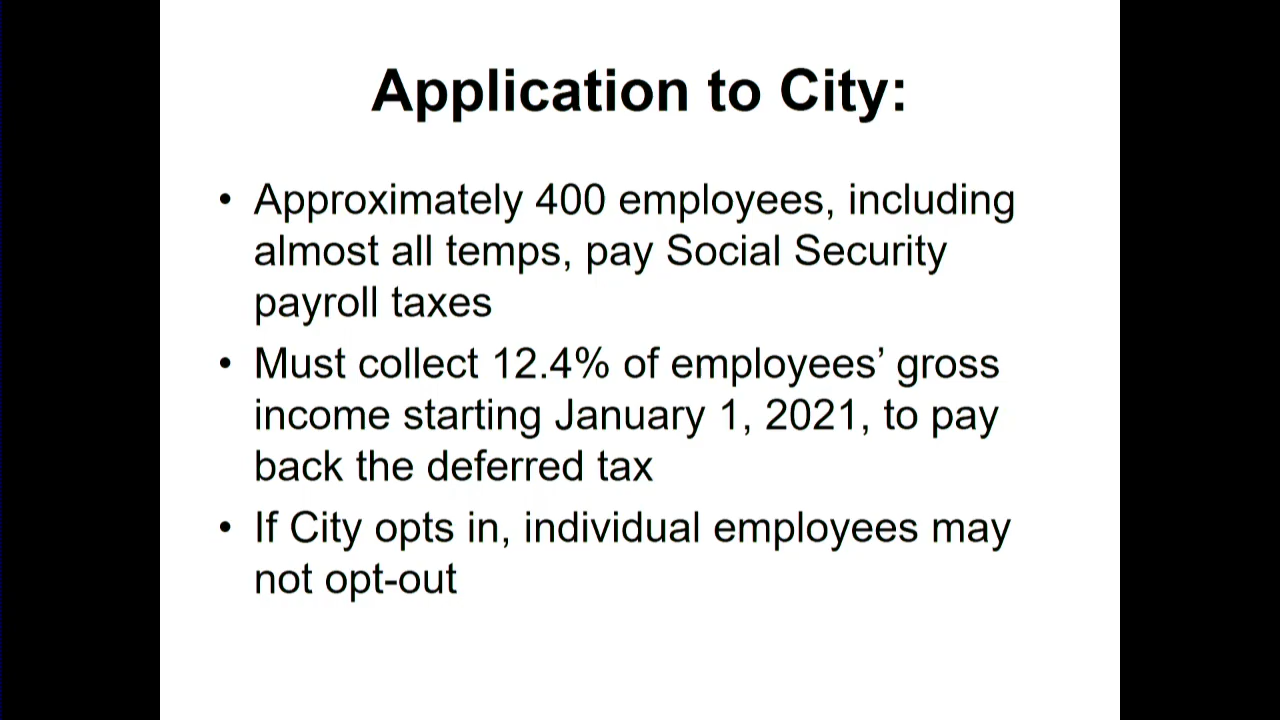 Application to City:
• Approximately 400 employees, including
almost all temps, pay Social Security
payroll taxes
• Must collect 12.4% of employees’ gross
income starting January 1, 2021, to pay
back the deferred tax
• If City opts in, individual employees may
not opt-out